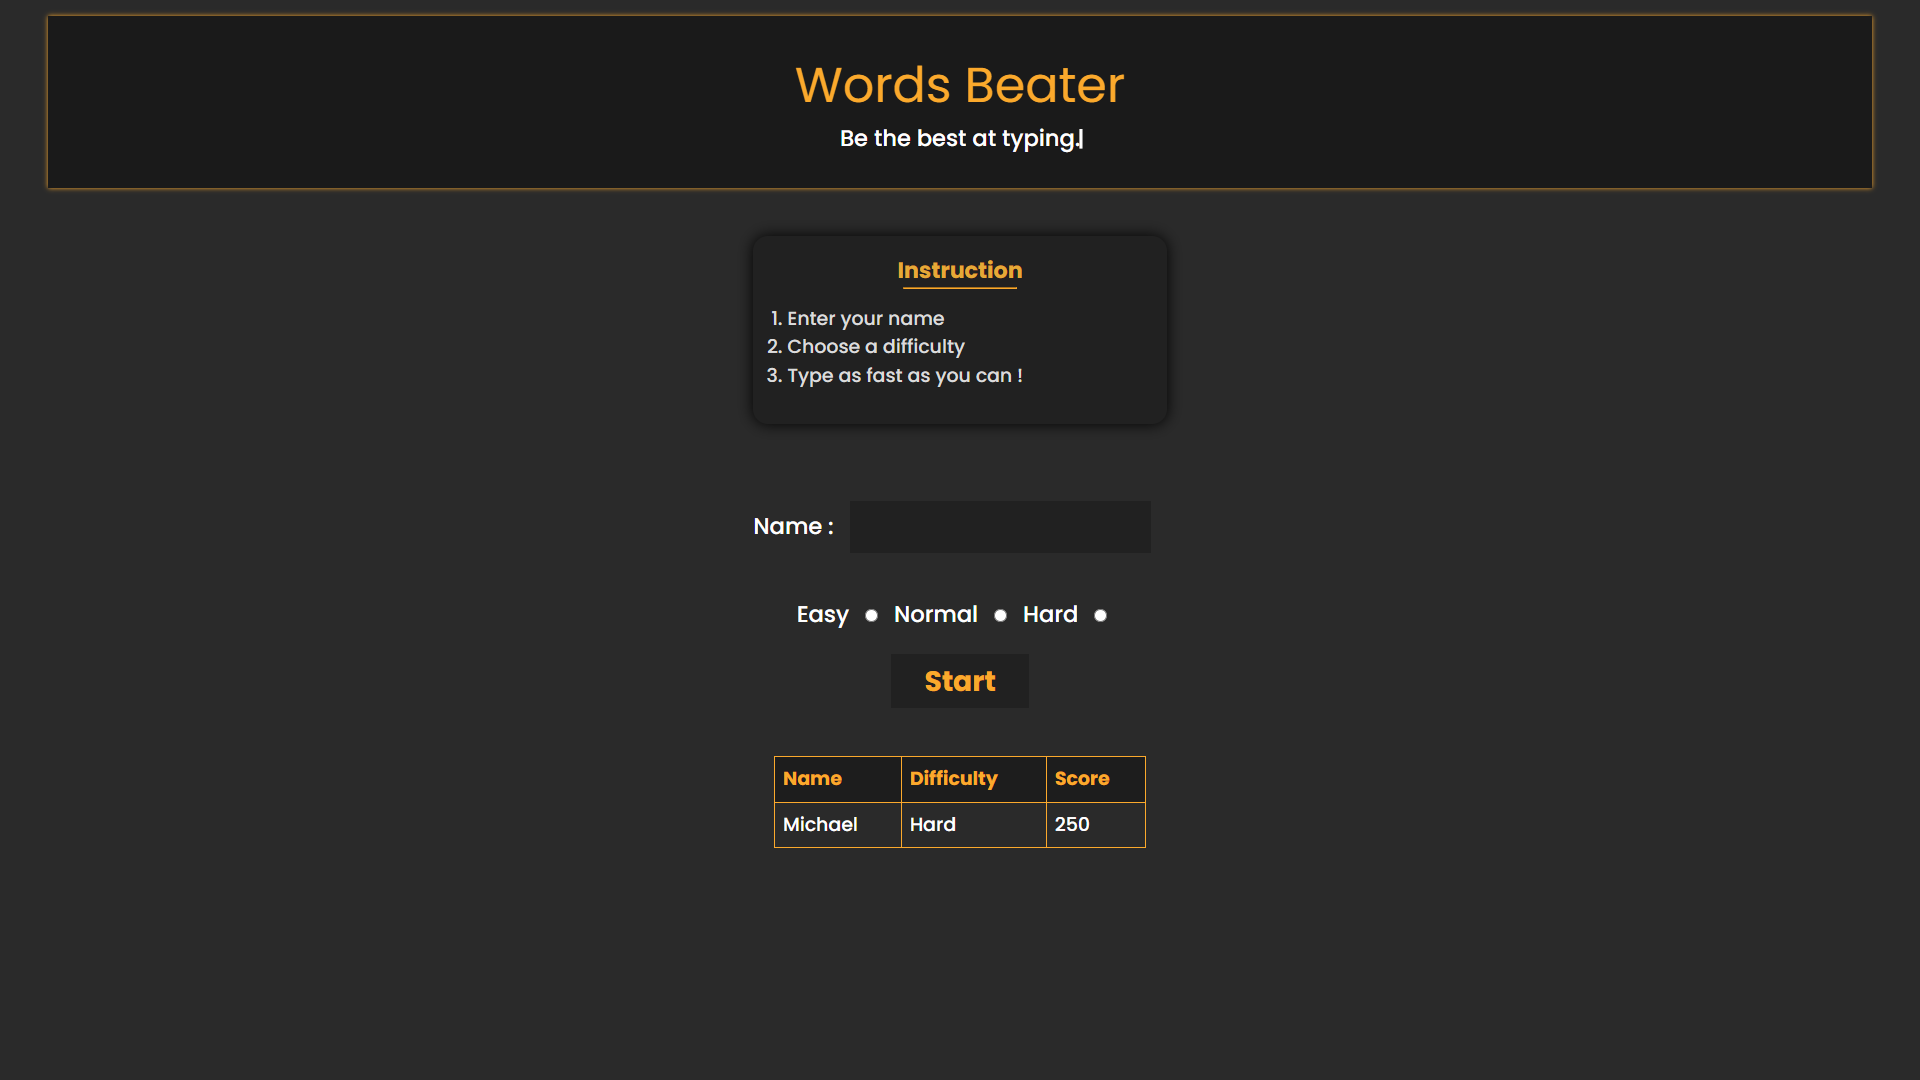 Words Beater
Be the best at typing.
Instruction
1. Enter your name
2. Choose a difficulty
3. Type as fast as you can !
Name :
Easy Normal Hard
Start
Name Difficulty Score
Michael Hard 250